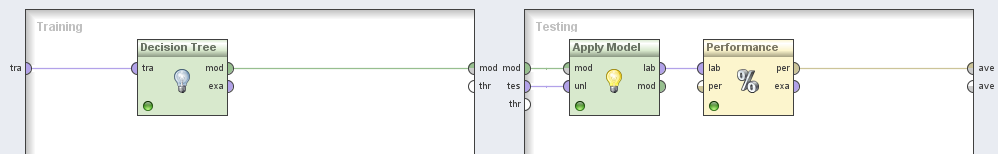 Training
Testing
Decision Tree
Apply Model
Performance
tra
tra
mod
mod
mod
mod
lab
lab
per
ave
exa
thr
tes
unl
mod
per
exa
ave
thr